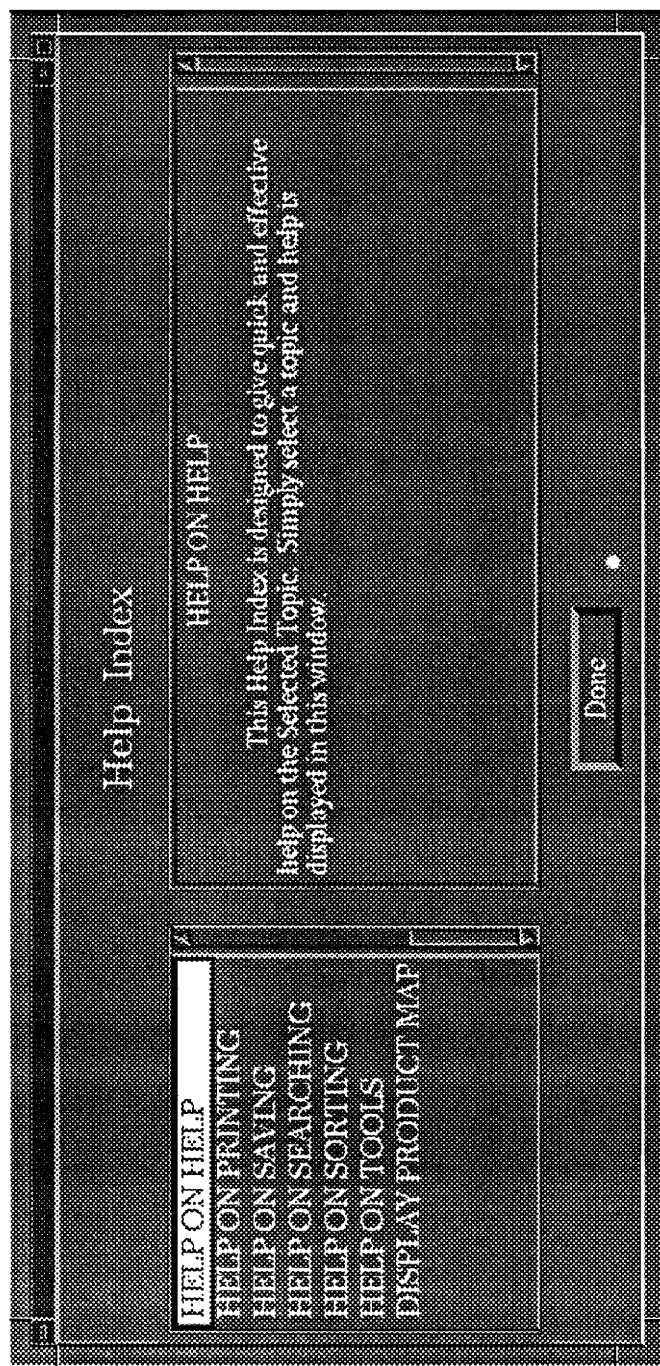 Help Index
HELP ON HELP
HELP ON PRINTING
HELP ON SAVING
HELP ON SEARCHING
HELP ON SORTING
HELP ON TOOLS
DISPLAY PRODUCT MAP
HELP ON HELP
This Help Index is designed to give quick and effective
help on the Selected Topic. Simply select a topic and help is
displayed in this window.
Done